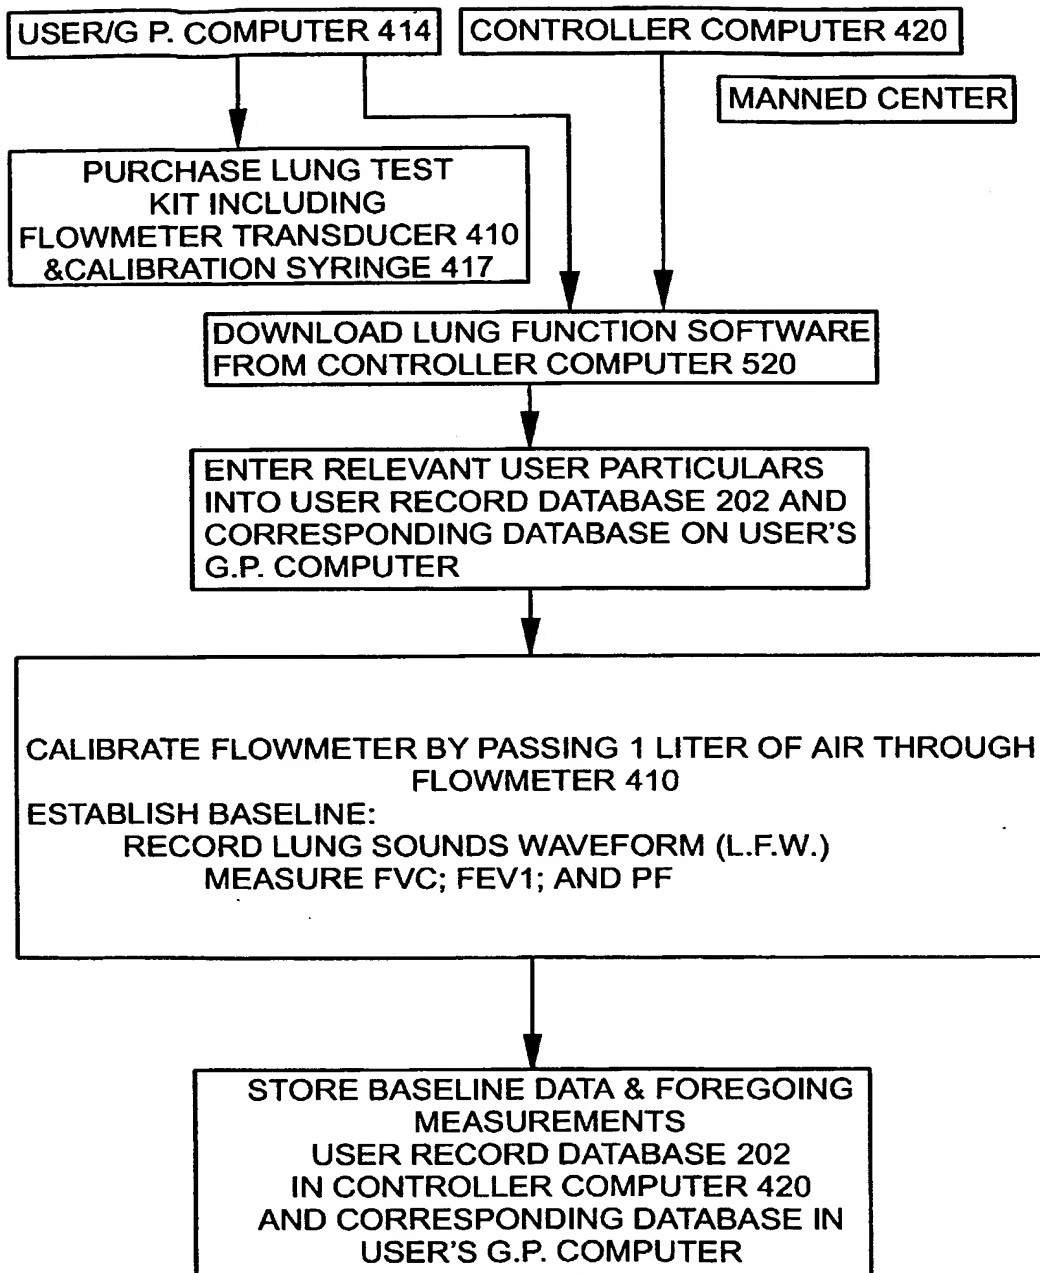 USER/G P. COMPUTER 414
CONTROLLER COMPUTER 420
MANNED CENTER
PURCHASE LUNG TEST
KIT INCLUDING
FLOWMETER TRANSDUCER 410
&CALIBRATION SYRINGE 417
DOWNLOAD LUNG FUNCTION SOFTWARE
FROM CONTROLLER COMPUTER 520
ENTER RELEVANT USER PARTICULARS
INTO USER RECORD DATABASE 202 AND
CORRESPONDING DATABASE ON USER'S
G.P. COMPUTER
CALIBRATE FLOWMETER BY PASSING 1 LITER OF AIR THROUGH
FLOWMETER 410
ESTABLISH BASELINE:
RECORD LUNG SOUNDS WAVEFORM (L.F.W.)
MEASURE FVC; FEV1; AND PF
STORE BASELINE DATA & FOREGOING
MEASUREMENTS
USER RECORD DATABASE 202
IN CONTROLLER COMPUTER 420
AND CORRESPONDING DATABASE IN
USER'S G.P. COMPUTER